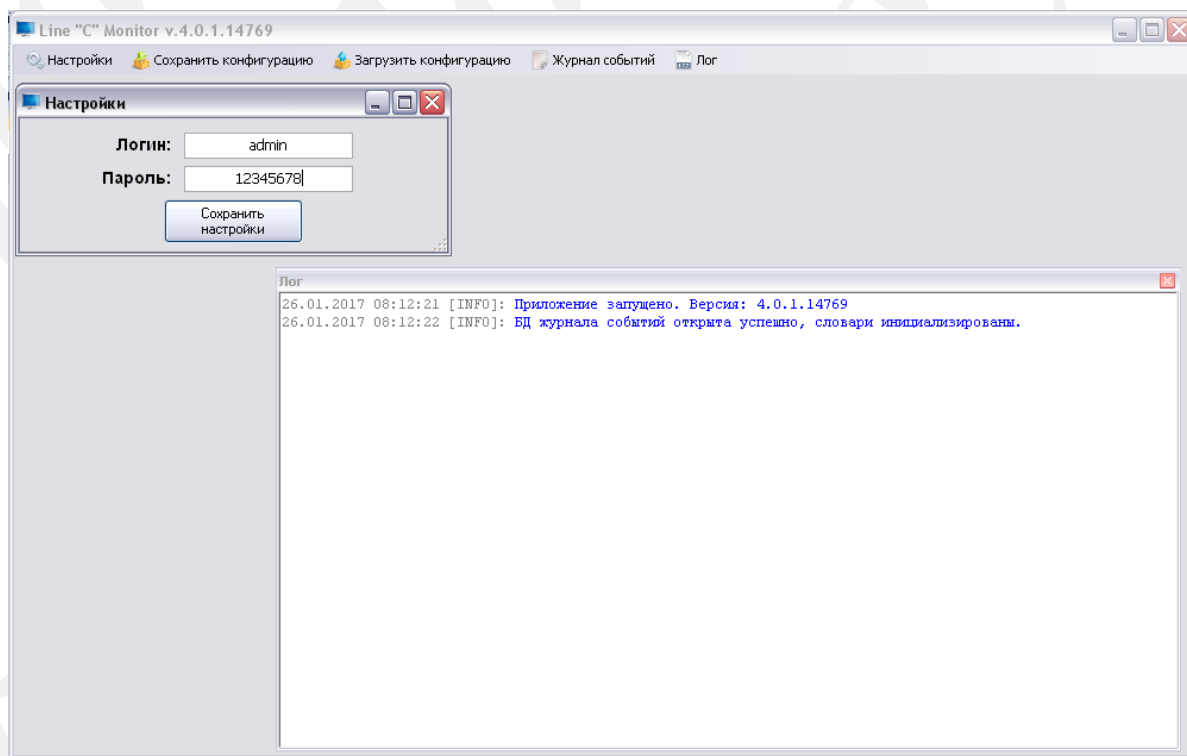 Line "C" Monitor v.4.0.1.14769
Настройки Сохранить конфигурацию Загрузить конфигурацию Журнал событий Лог
Настройки
Логин: admin
Пароль: 12345678
Сохранить
настройки
Лог
26.01.2017 08:12:21 [INFO]: Приложение запущено. Версия: 4.0.1.14769
26.01.2017 08:12:22 [INFO]: БД журнала событий открыта успешно, словари инициализированы.